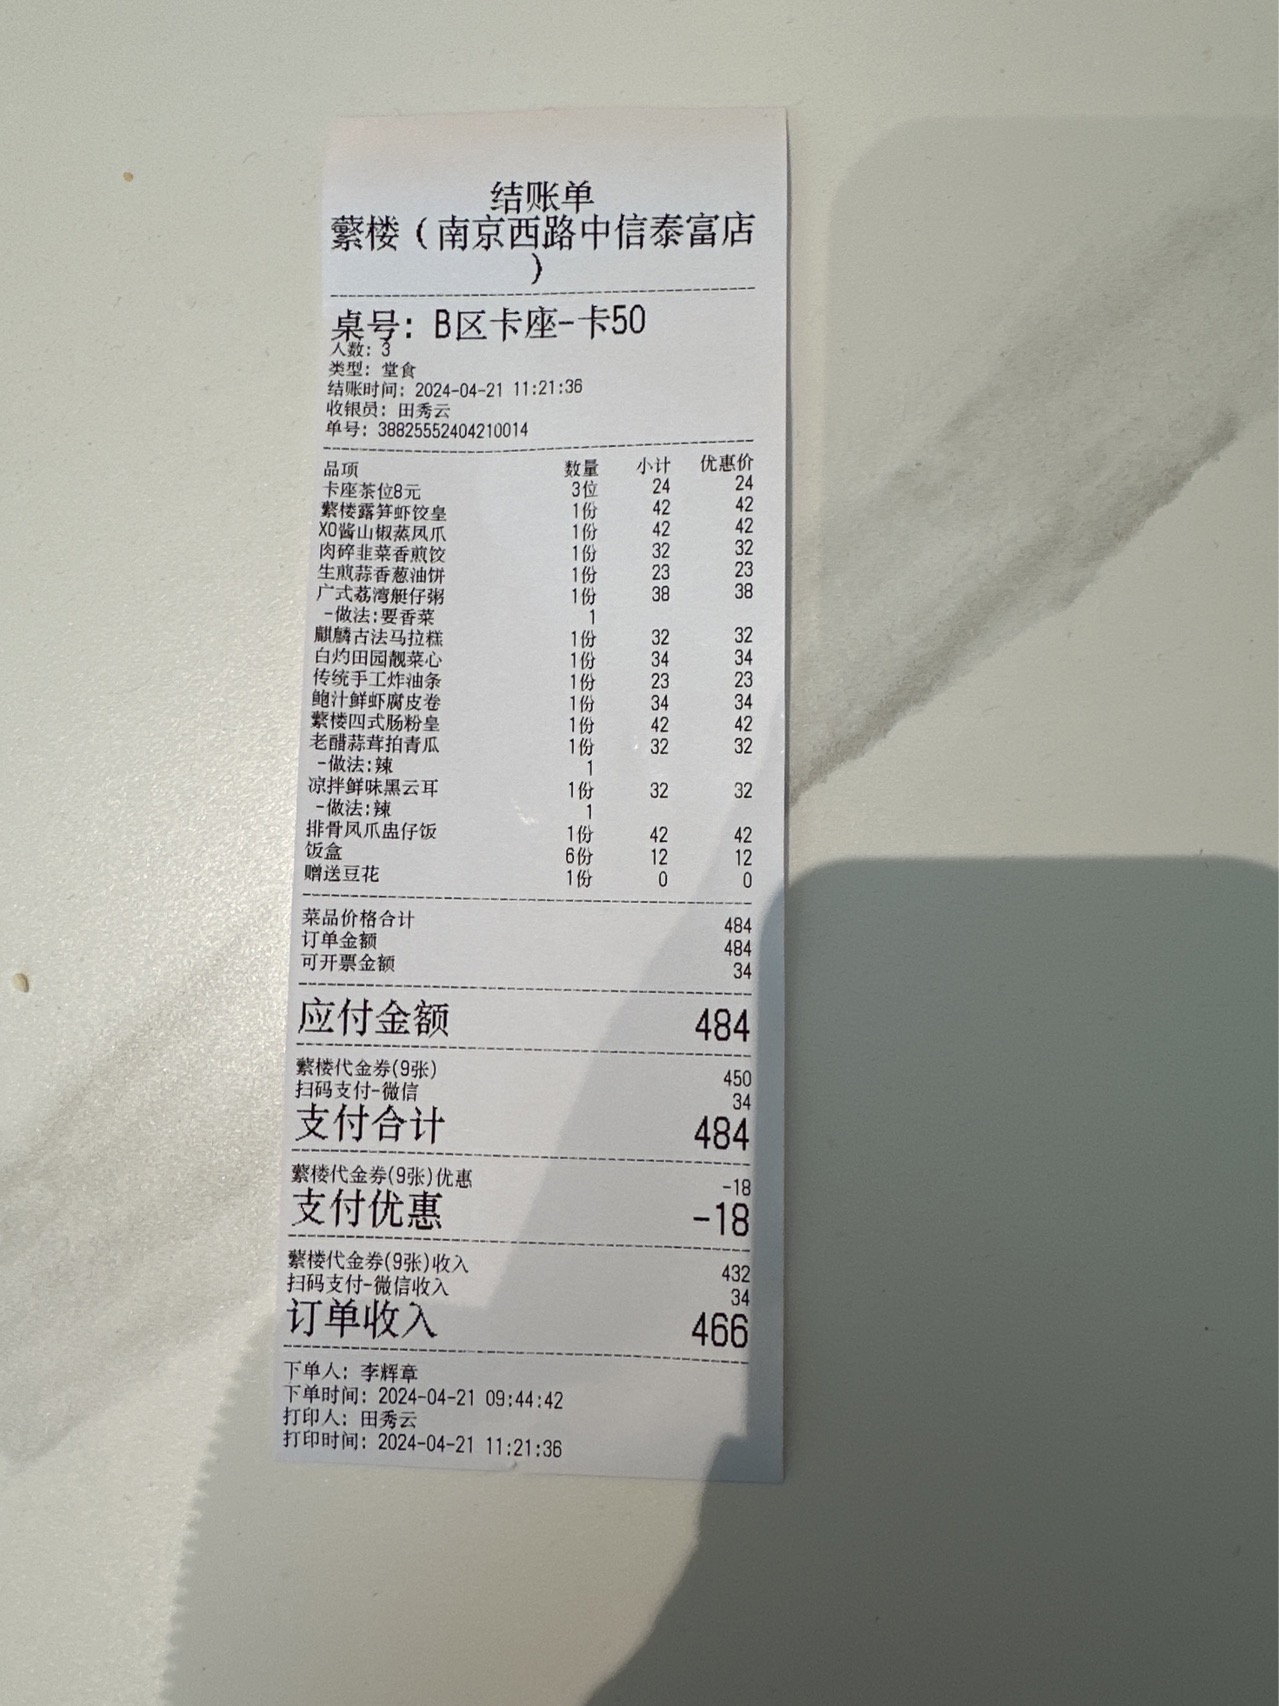 结账单
蘩楼（南京西路中信泰富店
）
桌号: B区卡座-卡50
人数: 3
类型: 堂食
结账时间: 2024-04-21 11:21:36
收银员: 田秀云
单号: 38825552404210014
品项 数量 小计 优惠价
卡座茶位8元 3位 24 24
蘩楼露笋虾饺皇 1份 42 42
XO酱山椒蒸凤爪 1份 42 42
肉碎韭菜香煎饺 1份 32 32
生煎蒜香葱油饼 1份 23 23
广式荔湾艇仔粥 1份 38 38
-做法:要香菜 1
麒麟古法马拉糕 1份 32 32
白灼田园靓菜心 1份 34 34
传统手工炸油条 1份 23 23
鲍汁鲜虾腐皮卷 1份 34 34
蘩楼四式肠粉皇 1份 42 42
老醋蒜茸拍青瓜 1份 32 32
-做法:辣 1
凉拌鲜味黑云耳 1份 32 32
-做法:辣 1
排骨凤爪盅仔饭 1份 42 42
饭盒 6份 12 12
赠送豆花 1份 0 0
菜品价格合计 484
订单金额 484
可开票金额 34
应付金额 484
蘩楼代金券(9张) 450
扫码支付-微信 34
支付合计 484
蘩楼代金券(9张)优惠 -18
支付优惠 -18
蘩楼代金券(9张)收入 432
扫码支付-微信收入 34
订单收入 466
下单人: 李辉章
下单时间: 2024-04-21 09:44:42
打印人: 田秀云
打印时间: 2024-04-21 11:21:36